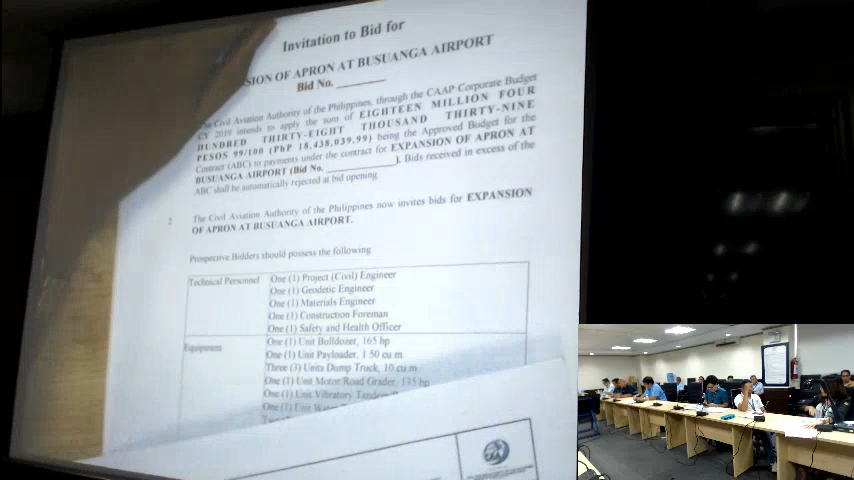 Invitation to Bid for
SION OF APRON AT BUSUANGA AIRPORT
Bid No. ________
The Civil Aviation Authority of the Philippines, through the CAAP Corporate Budget
CY 2019 intends to apply the sum of EIGHTEEN MILLION FOUR
HUNDRED THIRTY-EIGHT THOUSAND THIRTY-NINE
PESOS 99/100 (PhP 18,438,039.99) being the Approved Budget for the
Contract (ABC) to payments under the contract for EXPANSION OF APRON AT
BUSUANGA AIRPORT (Bid No. ____________). Bids received in excess of the
ABC shall be automatically rejected at bid opening.
2 The Civil Aviation Authority of the Philippines now invites bids for EXPANSION
OF APRON AT BUSUANGA AIRPORT.
Prospective Bidders should possess the following
Technical Personnel One (1) Project (Civil) Engineer
One (1) Geodetic Engineer
One (1) Materials Engineer
One (1) Construction Foreman
One (1) Safety and Health Officer
Equipment One (1) Unit Bulldozer, 165 hp
One (1) Unit Payloader, 1.50 cu m
Three (3) Units Dump Truck, 10 cu m
One (1) Unit Motor Road Grader, 135 hp
One (1) Unit Vibratory Tandem
One (1) Unit